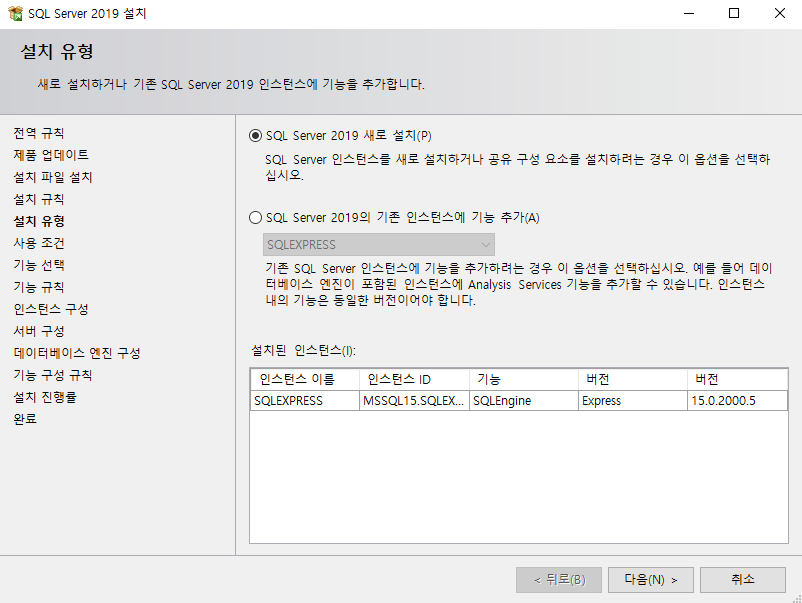 SQL Server 2019 설치
설치 유형
새로 설치하거나 기존 SQL Server 2019 인스턴스에 기능을 추가합니다.
전역 규칙
제품 업데이트
설치 파일 설치
설치 규칙
설치 유형
사용 조건
기능 선택
기능 규칙
인스턴스 구성
서버 구성
데이터베이스 엔진 구성
기능 구성 규칙
설치 진행률
완료
SQL Server 2019 새로 설치(P)
SQL Server 인스턴스를 새로 설치하거나 공유 구성 요소를 설치하려는 경우 이 옵션을 선택하
십시오.
SQL Server 2019의 기존 인스턴스에 기능 추가(A)
SQLEXPRESS
기존 SQL Server 인스턴스에 기능을 추가하려는 경우 이 옵션을 선택하십시오. 예를 들어 데이
터베이스 엔진이 포함된 인스턴스에 Analysis Services 기능을 추가할 수 있습니다. 인스턴스
내의 기능은 동일한 버전이어야 합니다.
설치된 인스턴스(I):
인스턴스 이름 인스턴스 ID 기능 버전 버전
SQLEXPRESS MSSQL15.SQLEX... SQLEngine Express 15.0.2000.5
< 뒤로(B) 다음(N) > 취소